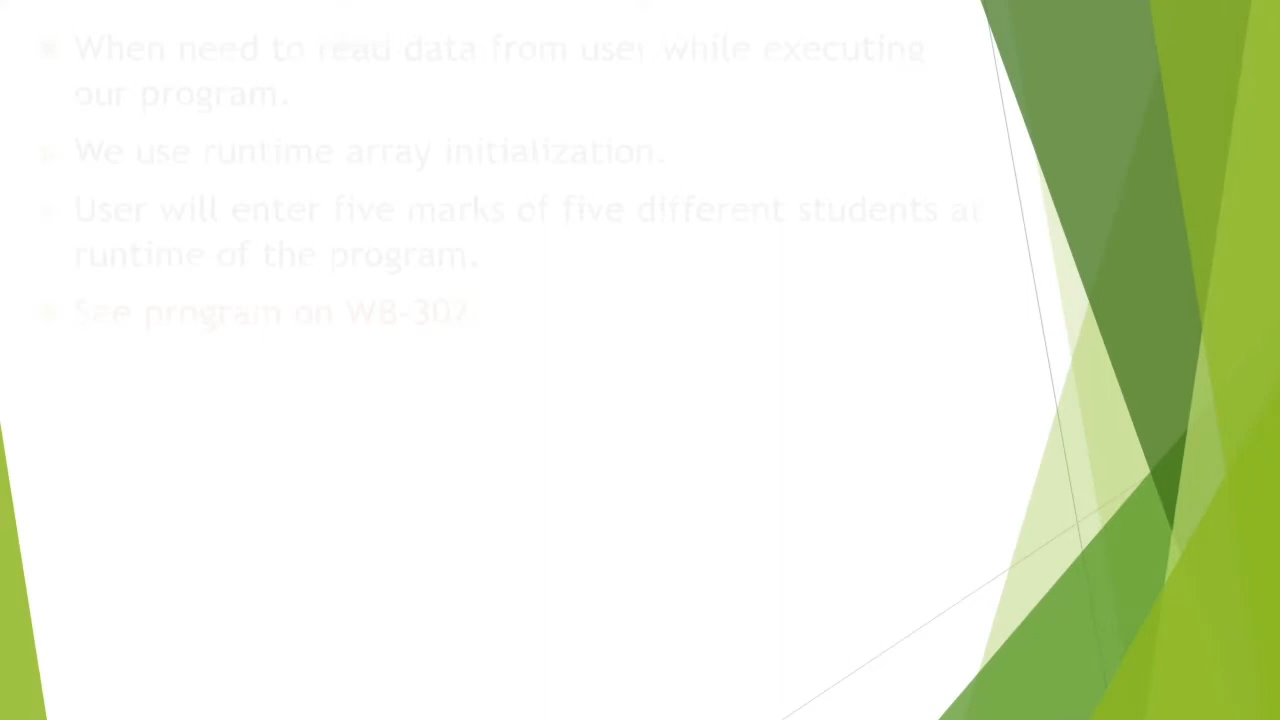 When need to read data from user while executing
our program.
We use runtime array initialization.
User will enter five marks of five different students at
runtime of the program.
See program on WB-302.